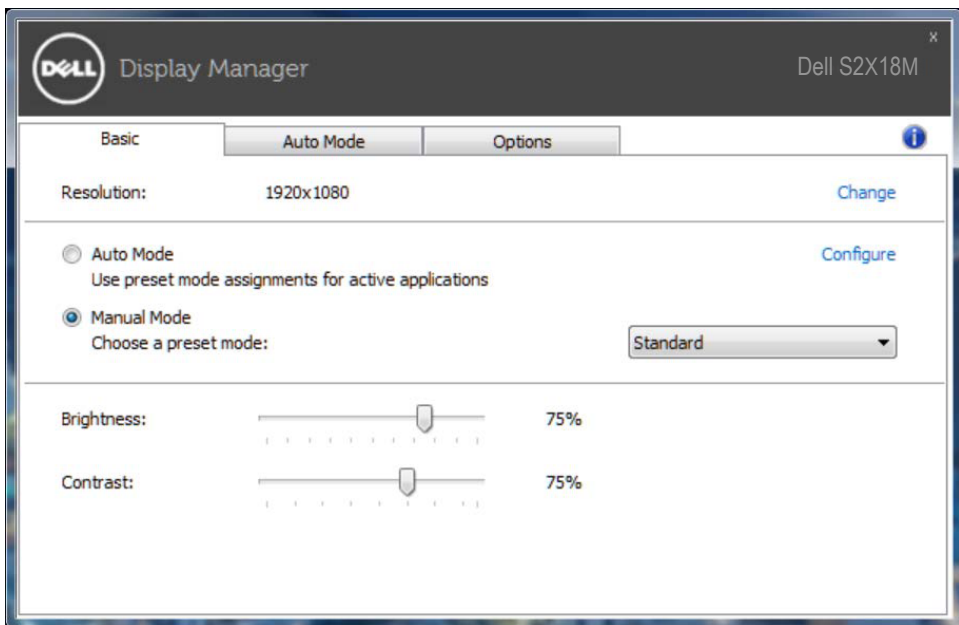 DELL Display Manager Dell S2X18M x
Basic Auto Mode Options i
Resolution: 1920x1080 Change
Auto Mode Configure
Use preset mode assignments for active applications
Manual Mode
Choose a preset mode: Standard
Brightness: 75%
Contrast: 75%